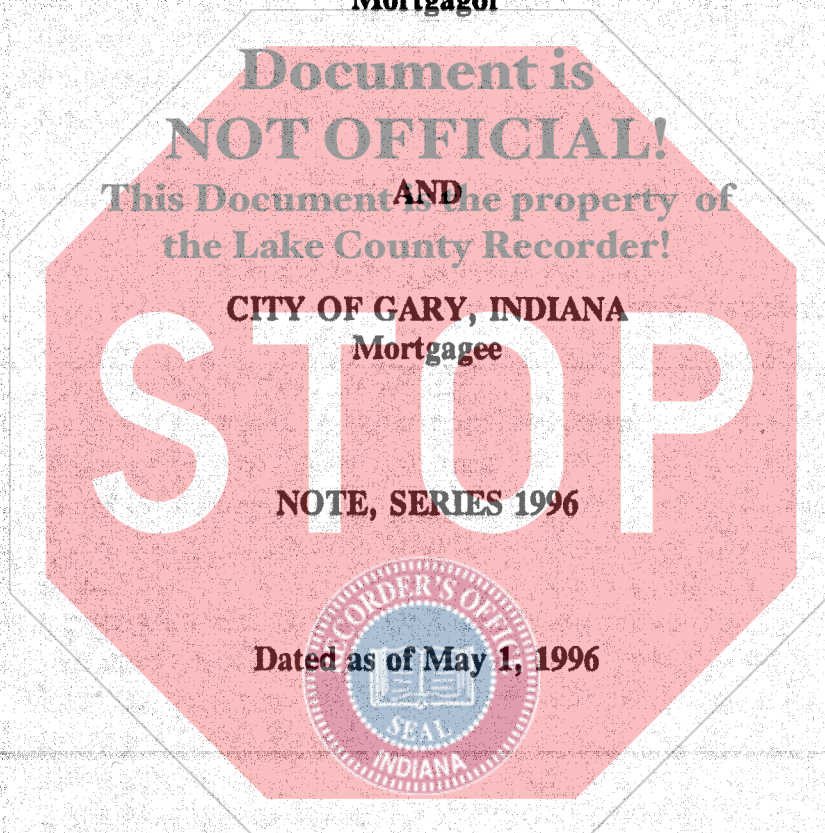 Mortgagor
Document is
NOT OFFICIAL!
AND
This Document is the property of
the Lake County Recorder!
CITY OF GARY, INDIANA
Mortgagee
STOP
NOTE, SERIES 1996
RECORDER'S OFFICE
Dated as of May 1, 1996
SEAL
INDIANA